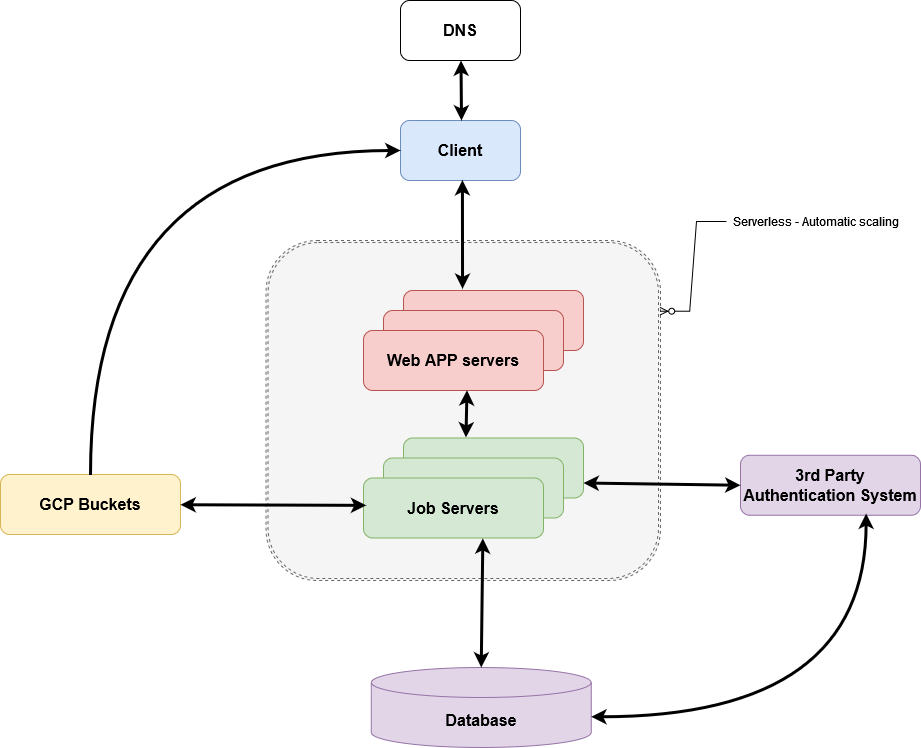 DNS
Client
Serverless - Automatic scaling
Web APP servers
3rd Party
Authentication System
GCP Buckets
Job Servers
Database